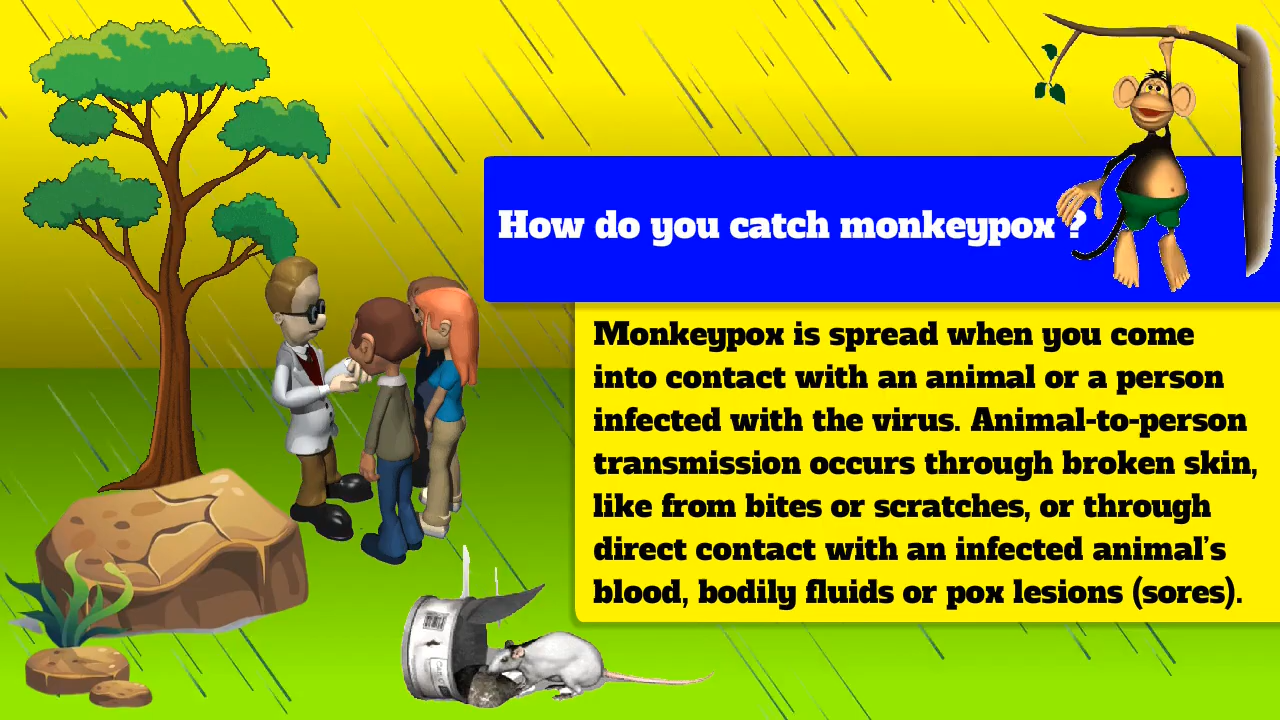 How do you catch monkeypox ?
Monkeypox is spread when you come
into contact with an animal or a person
infected with the virus. Animal-to-person
transmission occurs through broken skin,
like from bites or scratches, or through
direct contact with an infected animal's
blood, bodily fluids or pox lesions (sores).